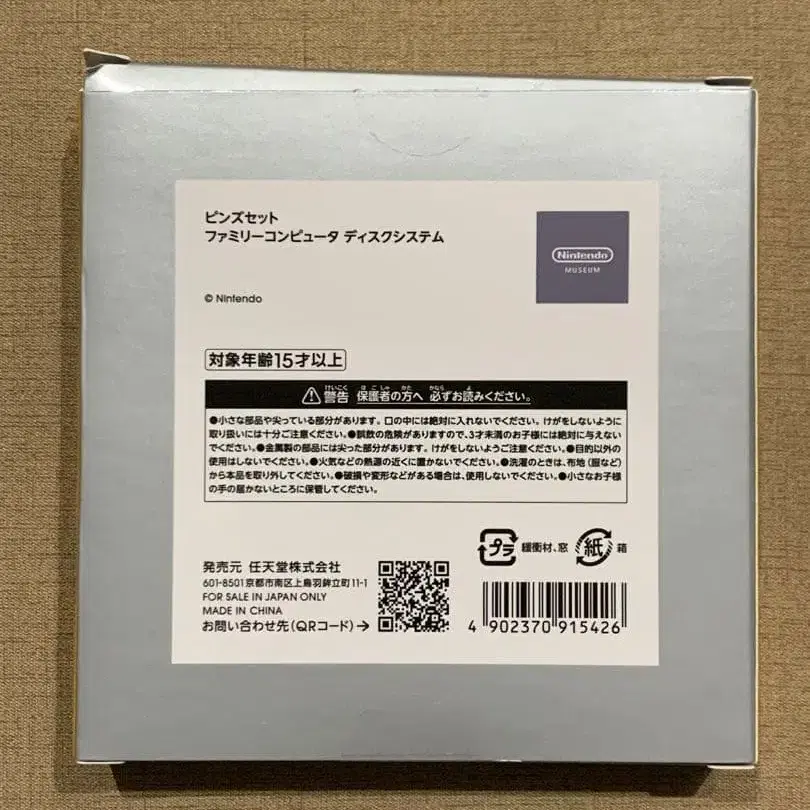 ピンズセット
ファミリーコンピュータ ディスクシステム
Nintendo
MUSEUM
© Nintendo
対象年齢15才以上
警告 保護者の方へ 必ずお読みください。
●小さな部品や尖っている部分があります。口の中には絶対に入れないでください。けがをしないように
取り扱いには十分ご注意ください。●誤飲の危険がありますので、3才未満のお子様には絶対に与えない
でください。●金属製の部品には尖った部分があります。けがをしないようご注意ください。●目的以外の
使用はしないでください。●火気などの熱源の近くに置かないでください。●洗濯のときは、布地(服など)
から本品を取り外してください。●破損や変形などがある場合は、使用しないでください。●小さなお子様
の手の届かないところに保管してください。
プラ 緩衝材、窓 紙 箱
発売元 任天堂株式会社
601-8501京都市南区上鳥羽鉾立町11-1
FOR SALE IN JAPAN ONLY
MADE IN CHINA
お問い合わせ先(QRコード)→
4 902370 915426